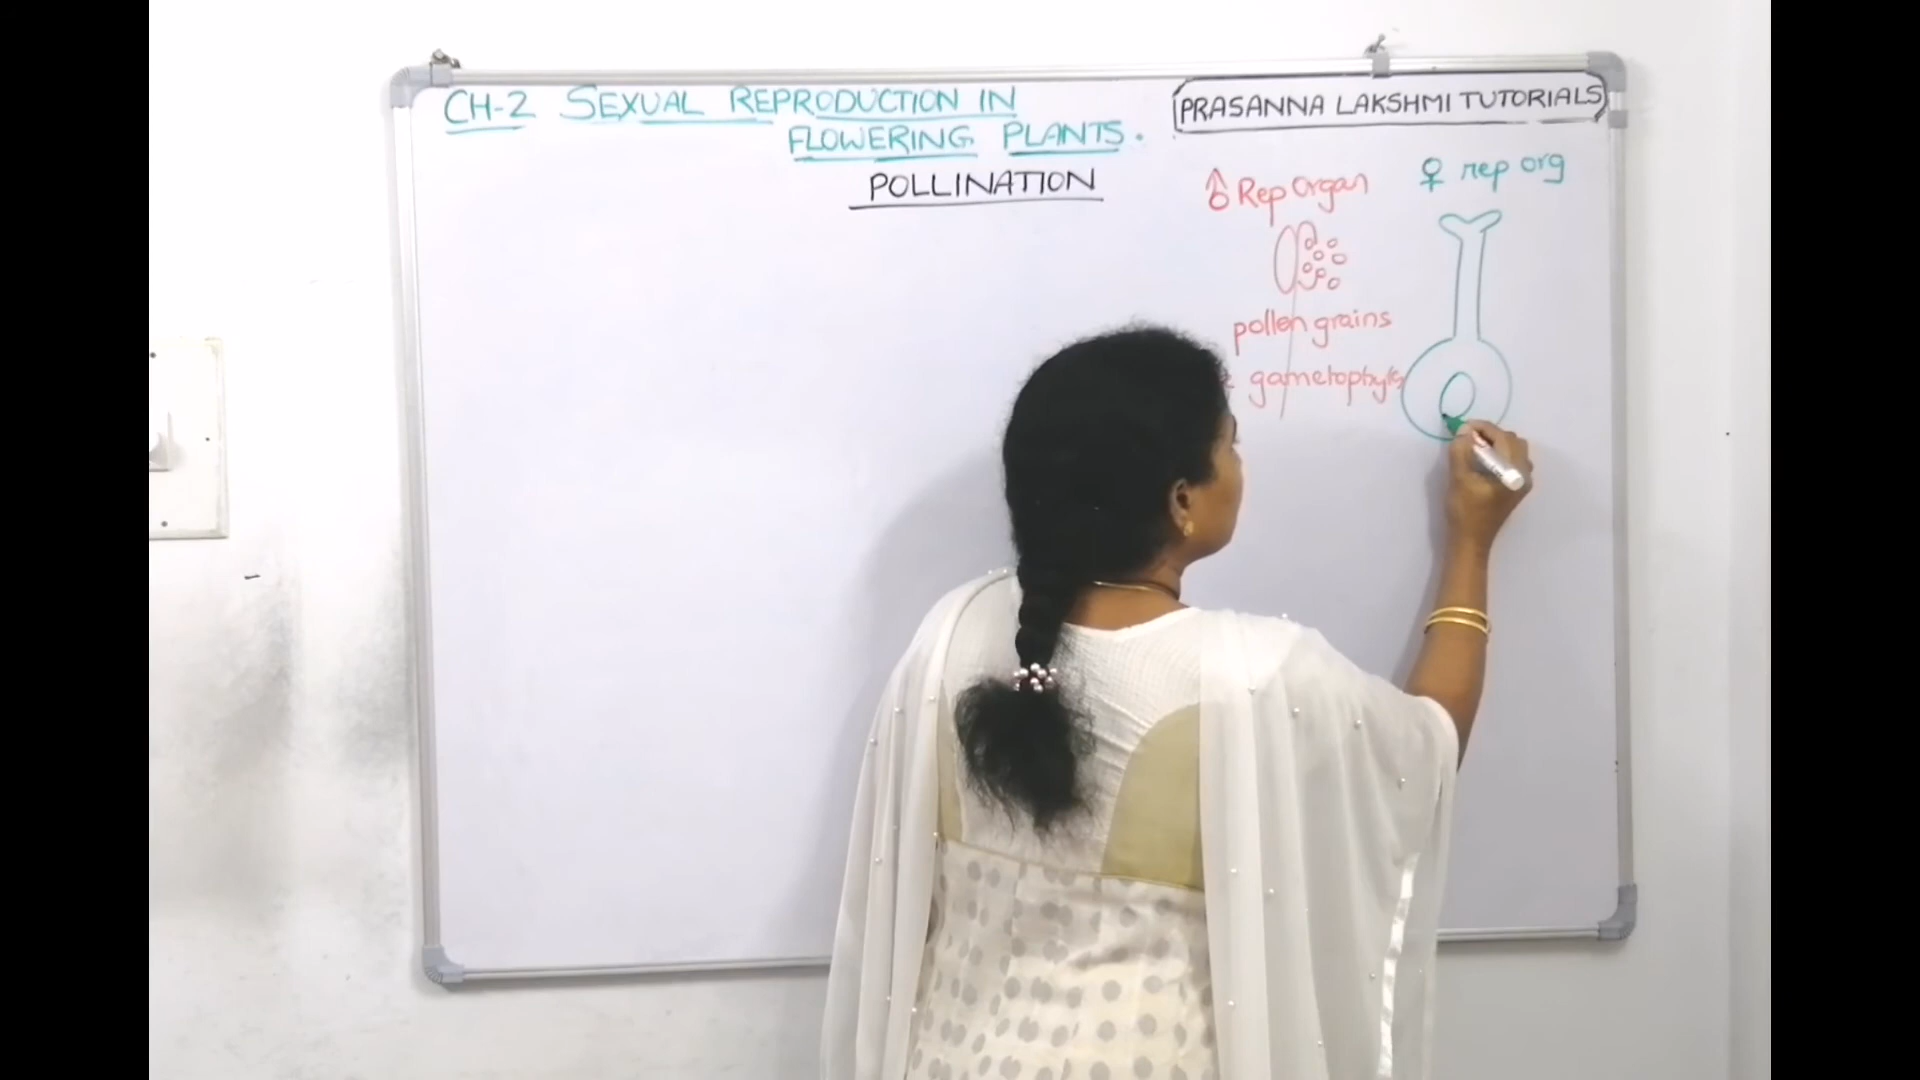 CH-2 SEXUAL REPRODUCTION IN
FLOWERING PLANTS.
POLLINATION
PRASANNA LAKSHMI TUTORIALS
♂ Rep Organ
pollen grains
gametophyte
♀ rep org